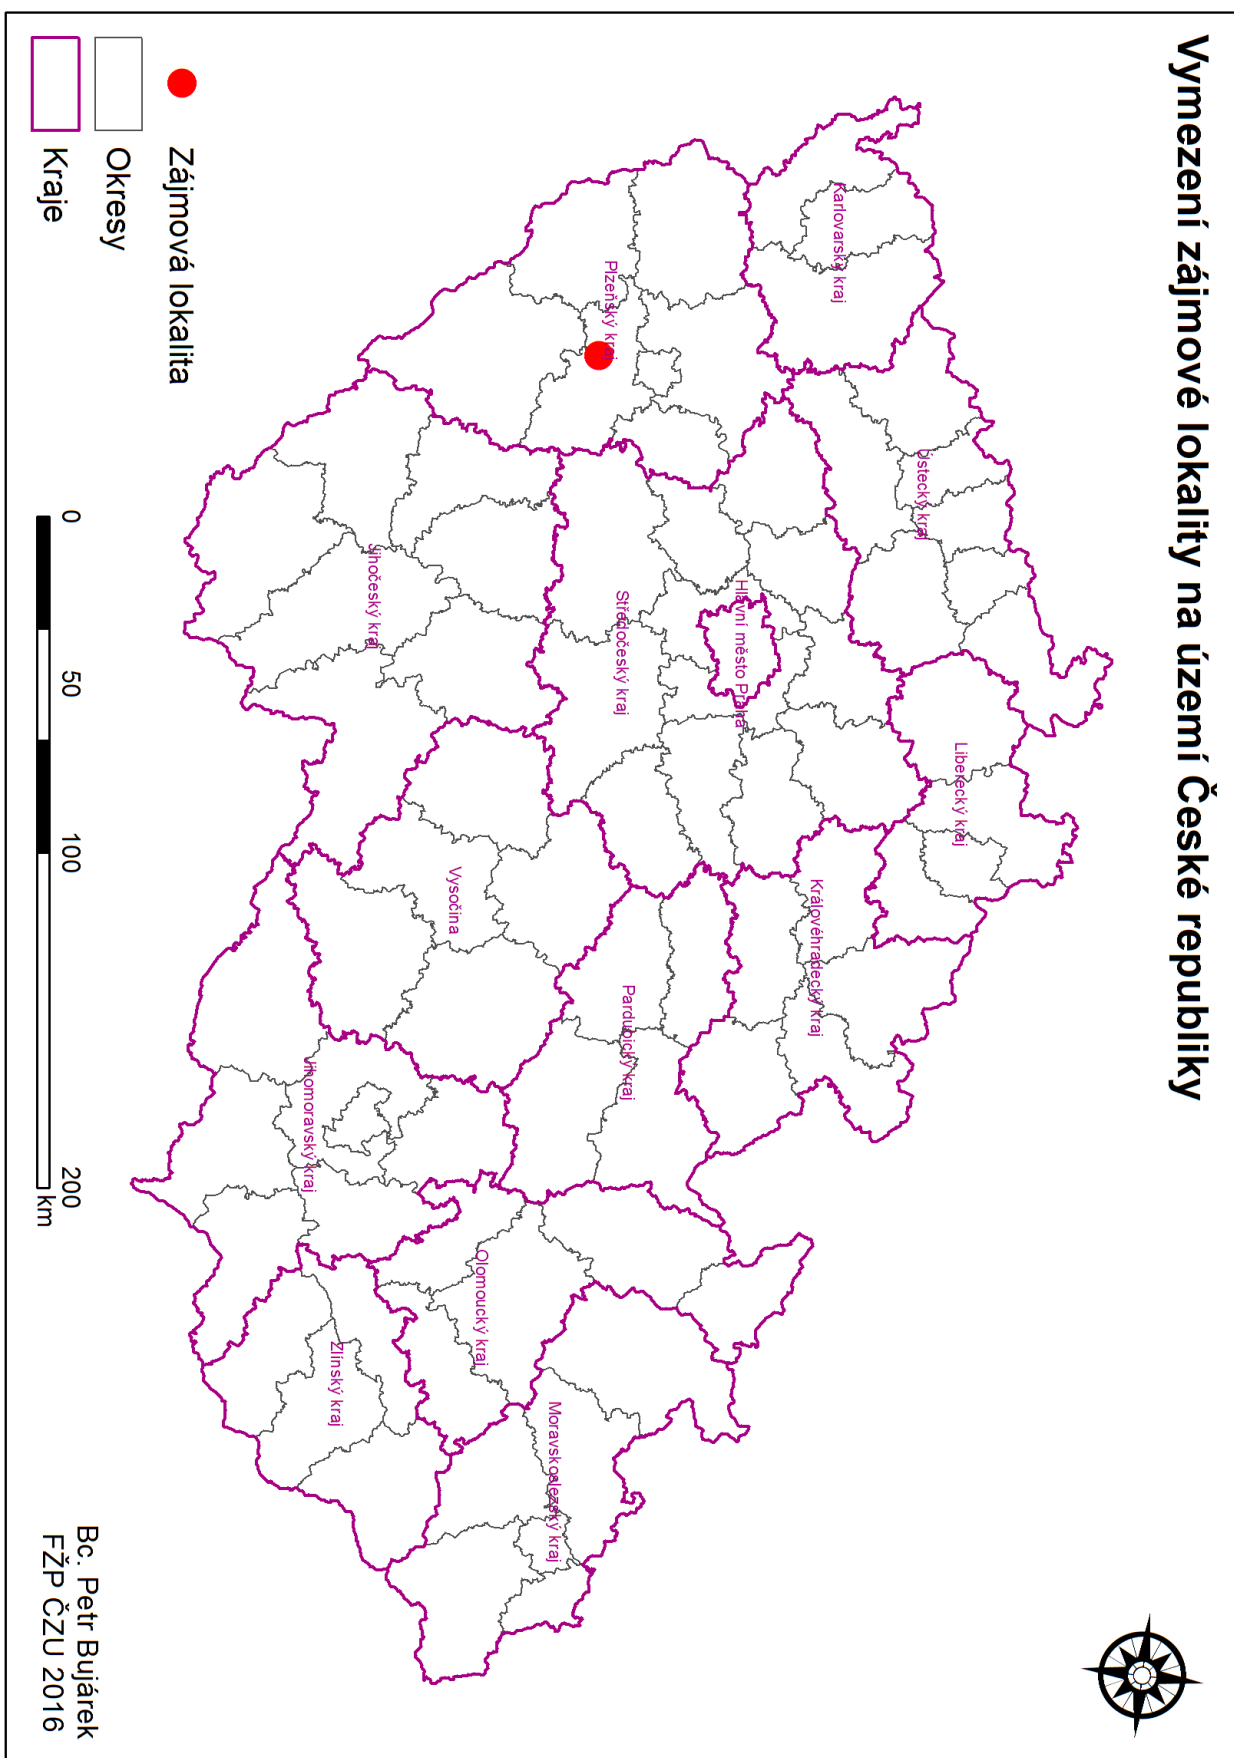 Vymezení zájmové lokality na území České republiky
Karlovarský kraj
Ústecký kraj
Liberecký kraj
Královéhradecký kraj
Hlavní město Praha
Plzeňský kraj
Středočeský kraj
Pardubický kraj
Jihočeský kraj
Vysočina
Olomoucký kraj
Moravskoslezský kraj
Jihomoravský kraj
Zlínský kraj
Zájmová lokalita
Okresy
Kraje
0 50 100 200
km
Bc. Petr Bujárek
FŽP ČZU 2016